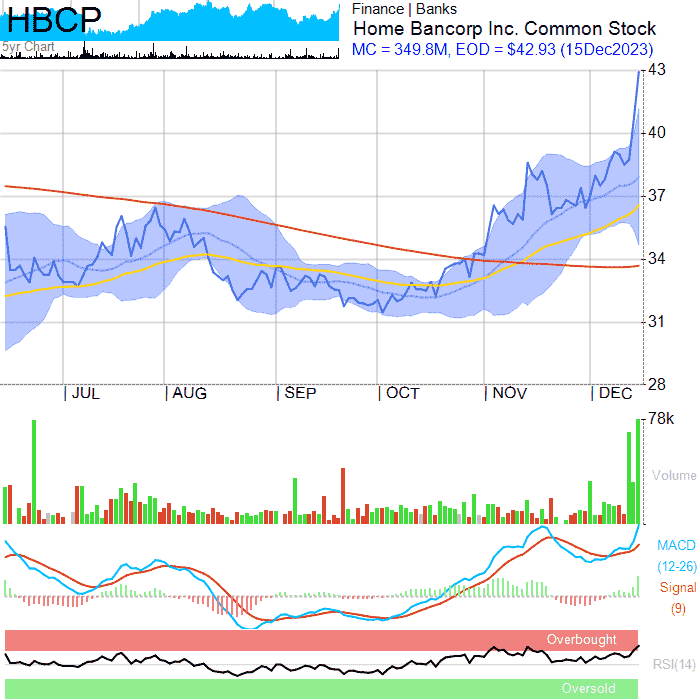 HBCP
5yr Chart
Finance | Banks
Home Bancorp Inc. Common Stock
MC = 349.8M, EOD = $42.93 (15Dec2023)
43
40
37
34
31
28
| JUL | AUG | SEP | OCT | NOV | DEC
78k
Volume
MACD
(12-26)
Signal
(9)
Overbought
RSI(14)
Oversold